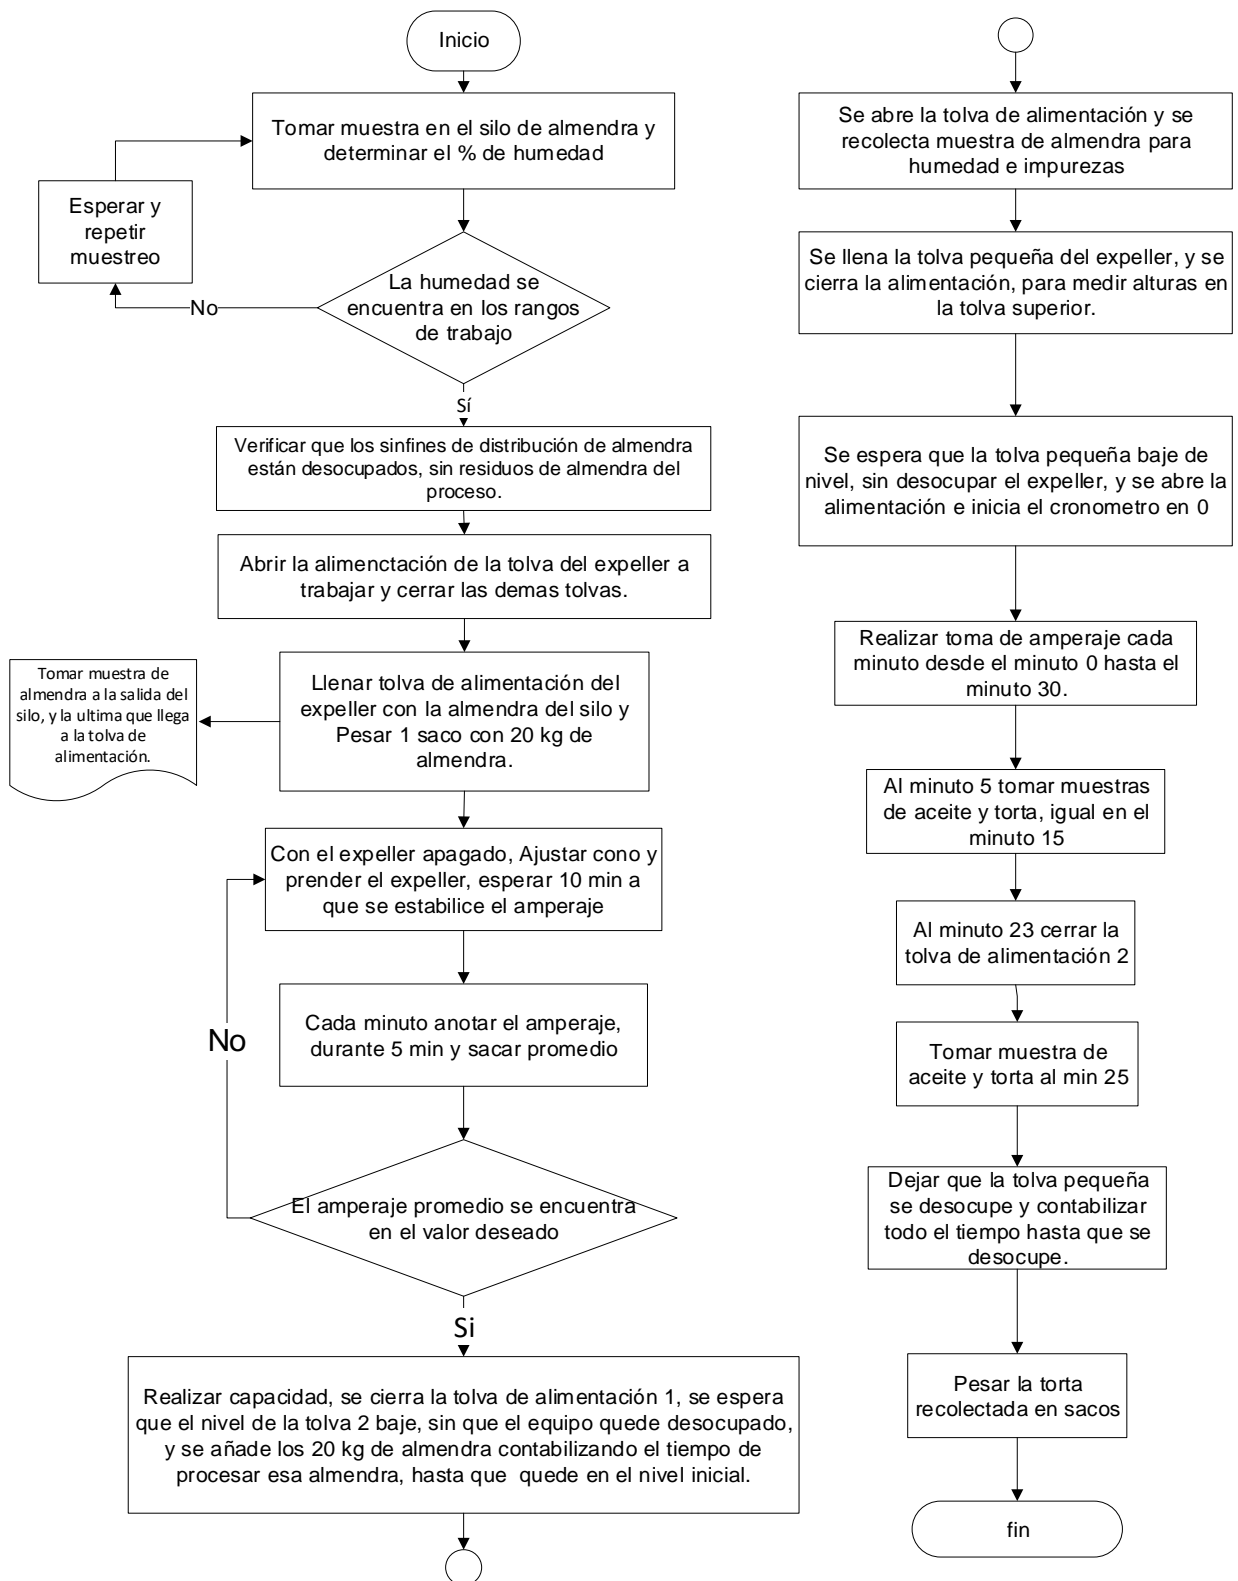 Inicio
Tomar muestra en el silo de almendra y
determinar el % de humedad
Esperar y
repetir
muestreo
La humedad se
encuentra en los rangos
de trabajo
No
Sí
Verificar que los sinfines de distribución de almendra
están desocupados, sin residuos de almendra del
proceso.
Abrir la alimenctación de la tolva del expeller a
trabajar y cerrar las demas tolvas.
Tomar muestra de
almendra a la salida del
silo, y la ultima que llega
a la tolva de
alimentación.
Llenar tolva de alimentación del
expeller con la almendra del silo y
Pesar 1 saco con 20 kg de
almendra.
Con el expeller apagado, Ajustar cono y
prender el expeller, esperar 10 min a
que se estabilice el amperaje
Cada minuto anotar el amperaje,
durante 5 min y sacar promedio
No
El amperaje promedio se encuentra
en el valor deseado
Si
Realizar capacidad, se cierra la tolva de alimentación 1, se espera
que el nivel de la tolva 2 baje, sin que el equipo quede desocupado,
y se añade los 20 kg de almendra contabilizando el tiempo de
procesar esa almendra, hasta que quede en el nivel inicial.
Se abre la tolva de alimentación y se
recolecta muestra de almendra para
humedad e impurezas
Se llena la tolva pequeña del expeller, y se
cierra la alimentación, para medir alturas en
la tolva superior.
Se espera que la tolva pequeña baje de
nivel, sin desocupar el expeller, y se abre la
alimentación e inicia el cronometro en 0
Realizar toma de amperaje cada
minuto desde el minuto 0 hasta el
minuto 30.
Al minuto 5 tomar muestras
de aceite y torta, igual en el
minuto 15
Al minuto 23 cerrar la
tolva de alimentación 2
Tomar muestra de
aceite y torta al min 25
Dejar que la tolva pequeña
se desocupe y contabilizar
todo el tiempo hasta que se
desocupe.
Pesar la torta
recolectada en sacos
fin